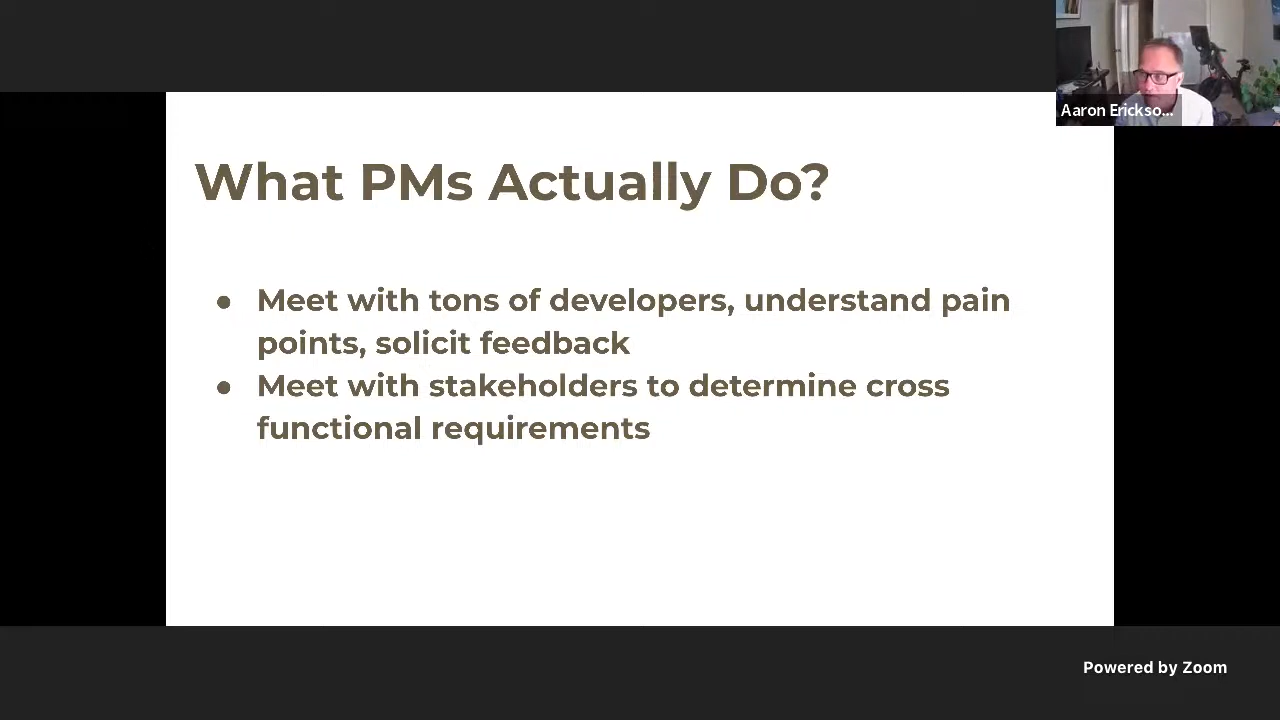 Aaron Erickso...
What PMs Actually Do?
● Meet with tons of developers, understand pain
points, solicit feedback
● Meet with stakeholders to determine cross
functional requirements
Powered by Zoom